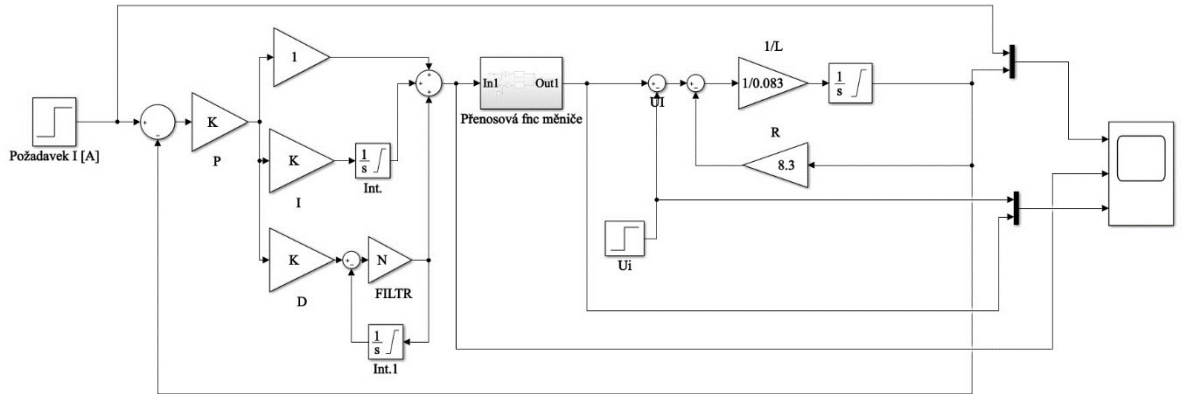 1/L
1
In1
Out1
UI
1/0.083
1
s
Přenosová fnc měniče
Požadavek I [A]
K
P
R
8.3
K
I
1
s
Int.
Ui
K
D
N
FILTR
1
s
Int.1